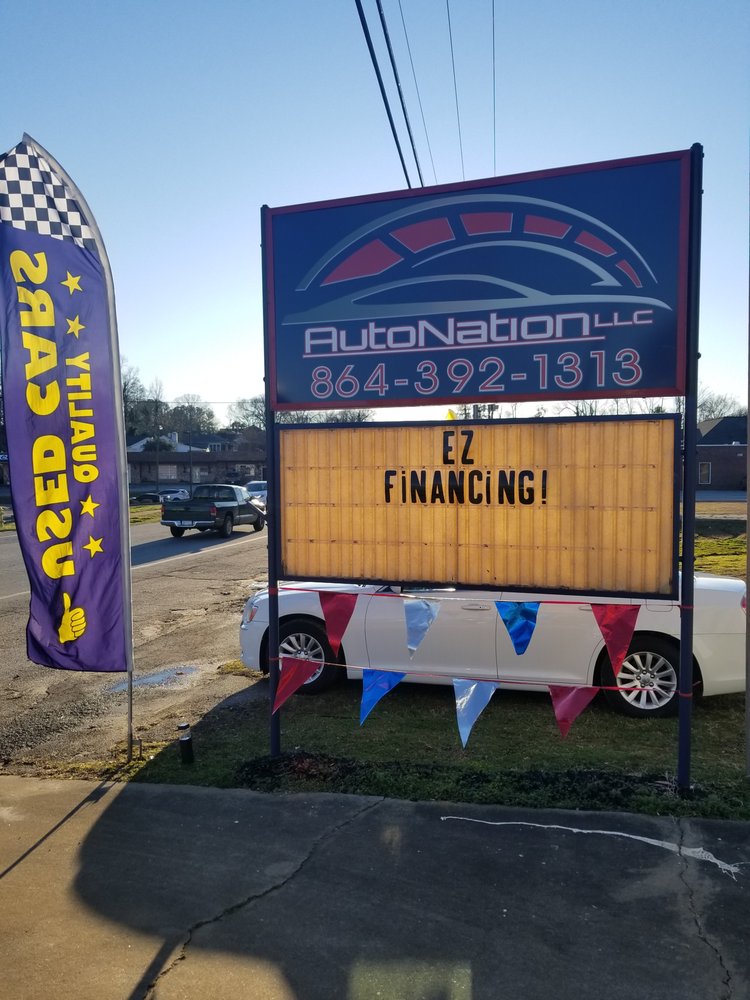 QUALITY
USED CARS
AutoNation LLC
864-392-1313
EZ
FiNANCiNG!